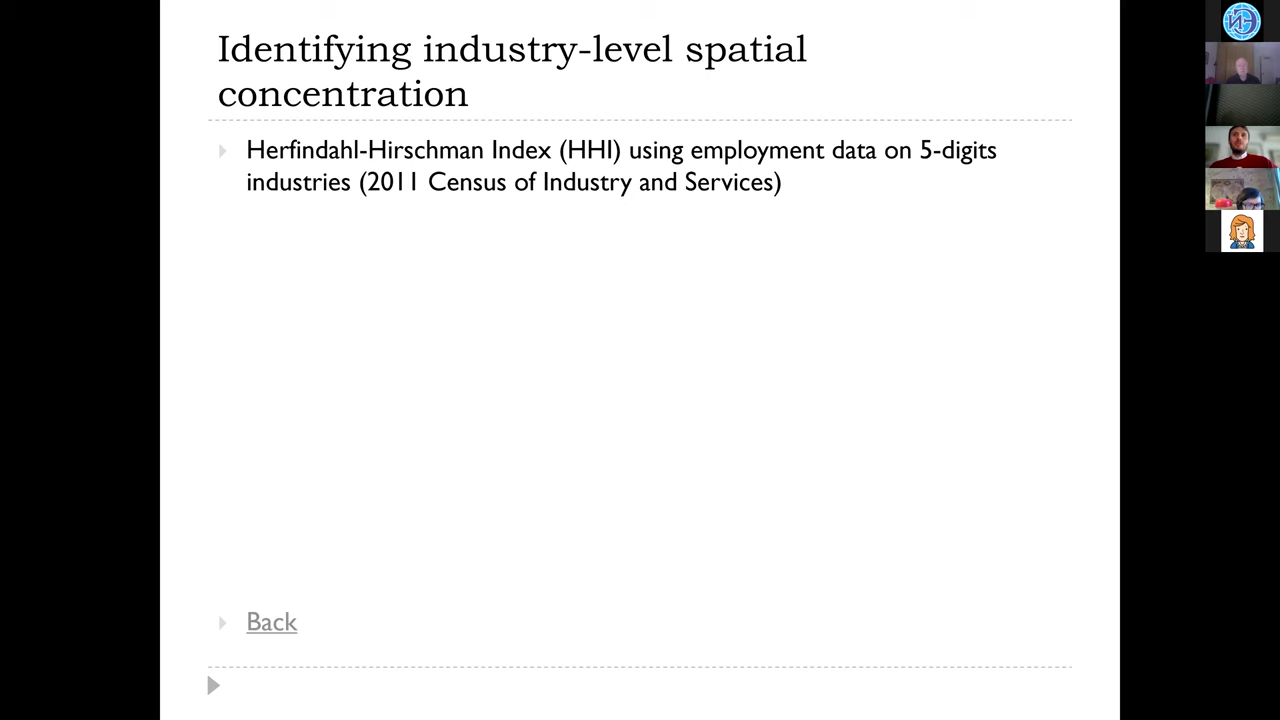 Identifying industry-level spatial
concentration
Herfindahl-Hirschman Index (HHI) using employment data on 5-digits
industries (2011 Census of Industry and Services)
Back